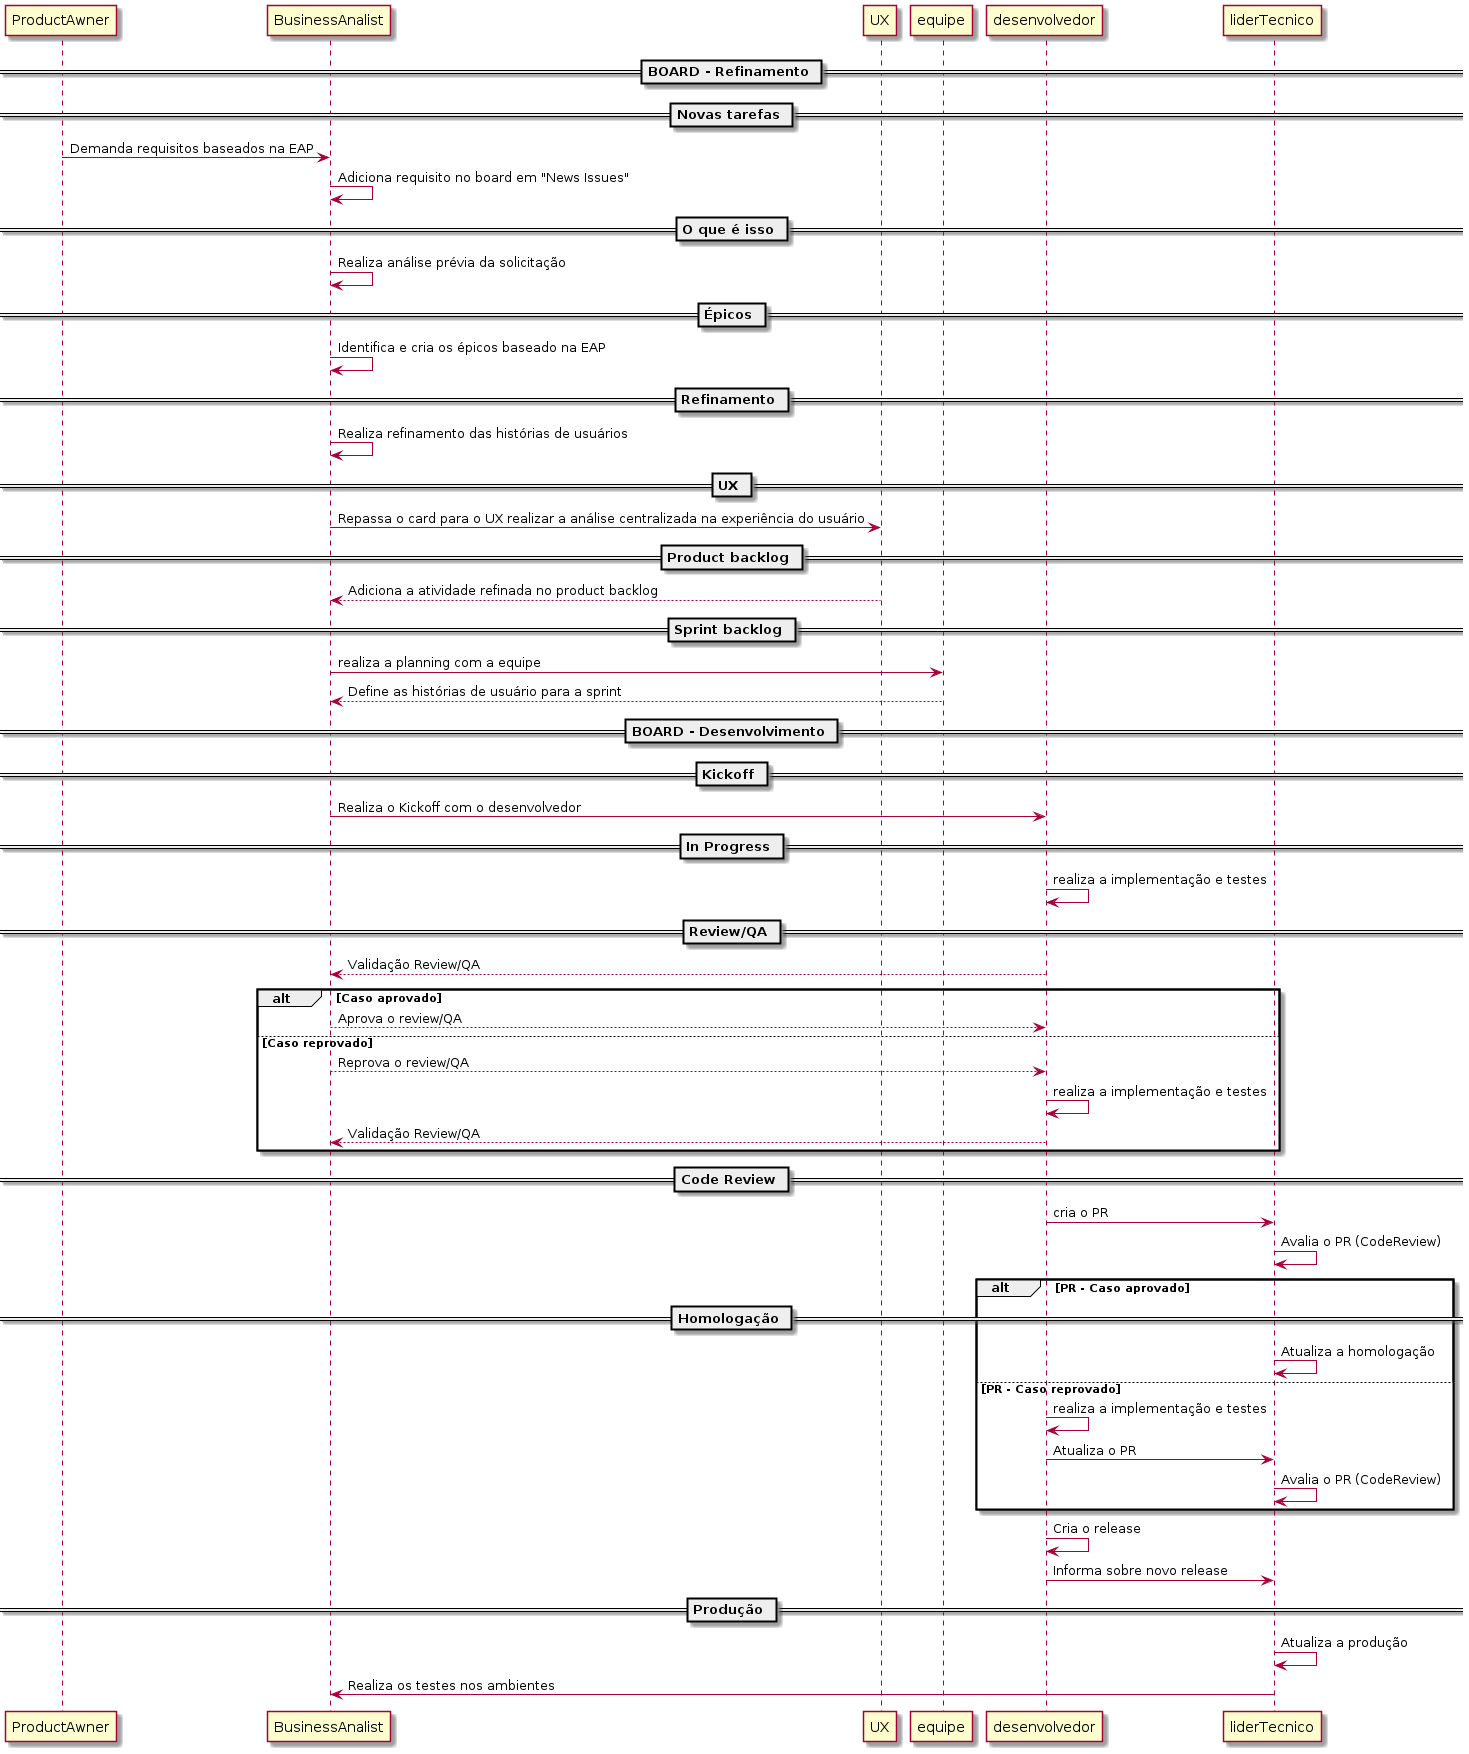 ProductAwner
BusinessAnalist
UX
equipe
desenvolvedor
liderTecnico
BOARD - Refinamento
Novas tarefas
Demanda requisitos baseados na EAP
Adiciona requisito no board em "News Issues"
O que é isso
Realiza análise prévia da solicitação
Épicos
Identifica e cria os épicos baseado na EAP
Refinamento
Realiza refinamento das histórias de usuários
UX
Repassa o card para o UX realizar a análise centralizada na experiência do usuário
Product backlog
Adiciona a atividade refinada no product backlog
Sprint backlog
realiza a planning com a equipe
Define as histórias de usuário para a sprint
BOARD - Desenvolvimento
Kickoff
Realiza o Kickoff com o desenvolvedor
In Progress
realiza a implementação e testes
Review/QA
Validação Review/QA
alt
[Caso aprovado]
Aprova o review/QA
[Caso reprovado]
Reprova o review/QA
realiza a implementação e testes
Validação Review/QA
Code Review
cria o PR
Avalia o PR (CodeReview)
alt
[PR - Caso aprovado]
Homologação
Atualiza a homologação
[PR - Caso reprovado]
realiza a implementação e testes
Atualiza o PR
Avalia o PR (CodeReview)
Cria o release
Informa sobre novo release
Produção
Atualiza a produção
Realiza os testes nos ambientes
ProductAwner
BusinessAnalist
UX
equipe
desenvolvedor
liderTecnico